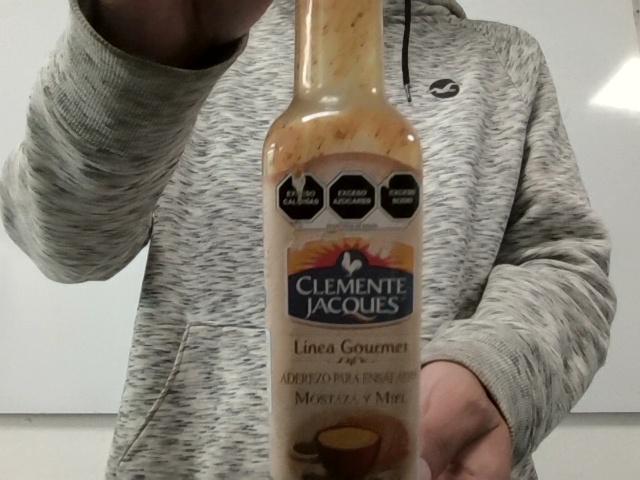 EXCESO CALORÍAS
EXCESO AZÚCARES
EXCESO SODIO
CLEMENTE
JACQUES
Línea Gourmet
ADEREZO PARA ENSALADAS
MOSTAZA Y MIEL